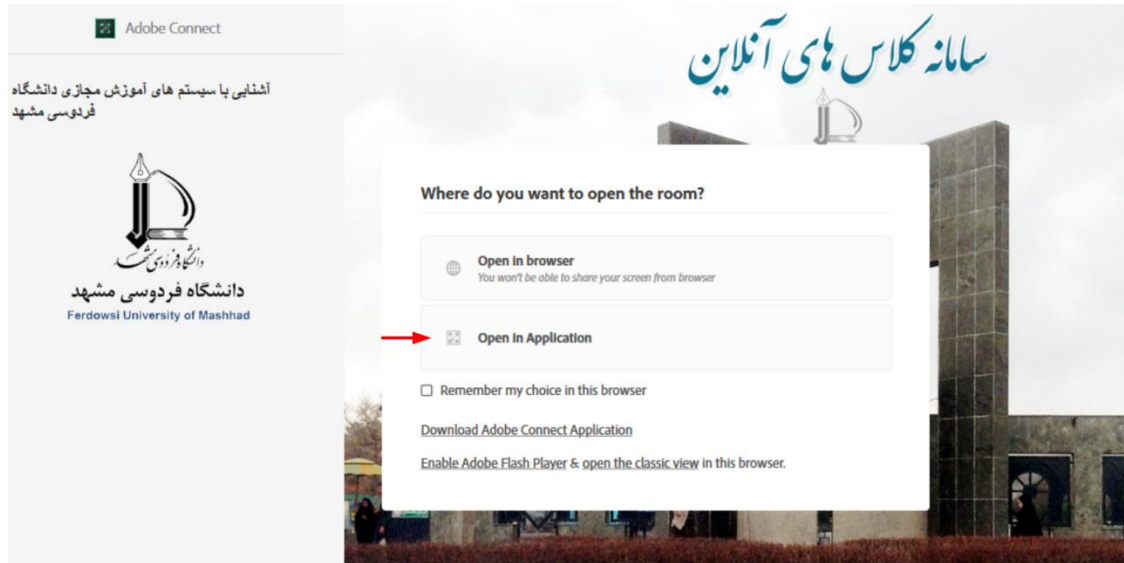 Adobe Connect
آشنایی با سیستم های آموزش مجازی دانشگاه
فردوسی مشهد
دانشگاه فردوسی مشهد
دانشگاه فردوسی مشهد
Ferdowsi University of Mashhad
سامانه کلاس های آنلاین
Where do you want to open the room?
Open in browser
You won't be able to share your screen from browser
Open in Application
Remember my choice in this browser
Download Adobe Connect Application
Enable Adobe Flash Player & open the classic view in this browser.